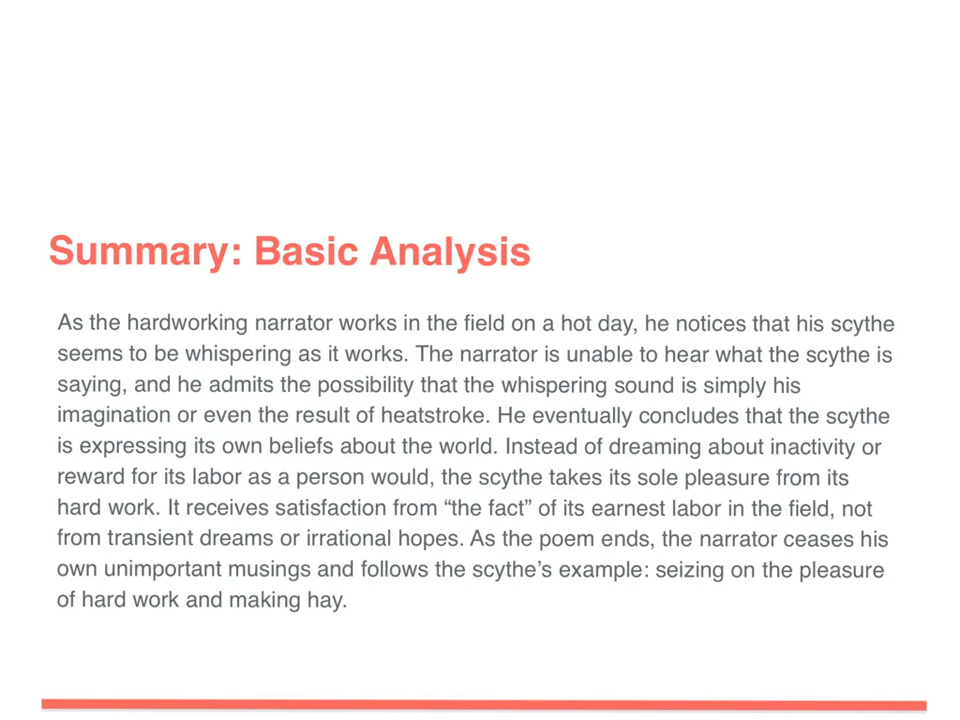 Summary: Basic Analysis
As the hardworking narrator works in the field on a hot day, he notices that his scythe
seems to be whispering as it works. The narrator is unable to hear what the scythe is
saying, and he admits the possibility that the whispering sound is simply his
imagination or even the result of heatstroke. He eventually concludes that the scythe
is expressing its own beliefs about the world. Instead of dreaming about inactivity or
reward for its labor as a person would, the scythe takes its sole pleasure from its
hard work. It receives satisfaction from “the fact” of its earnest labor in the field, not
from transient dreams or irrational hopes. As the poem ends, the narrator ceases his
own unimportant musings and follows the scythe’s example: seizing on the pleasure
of hard work and making hay.